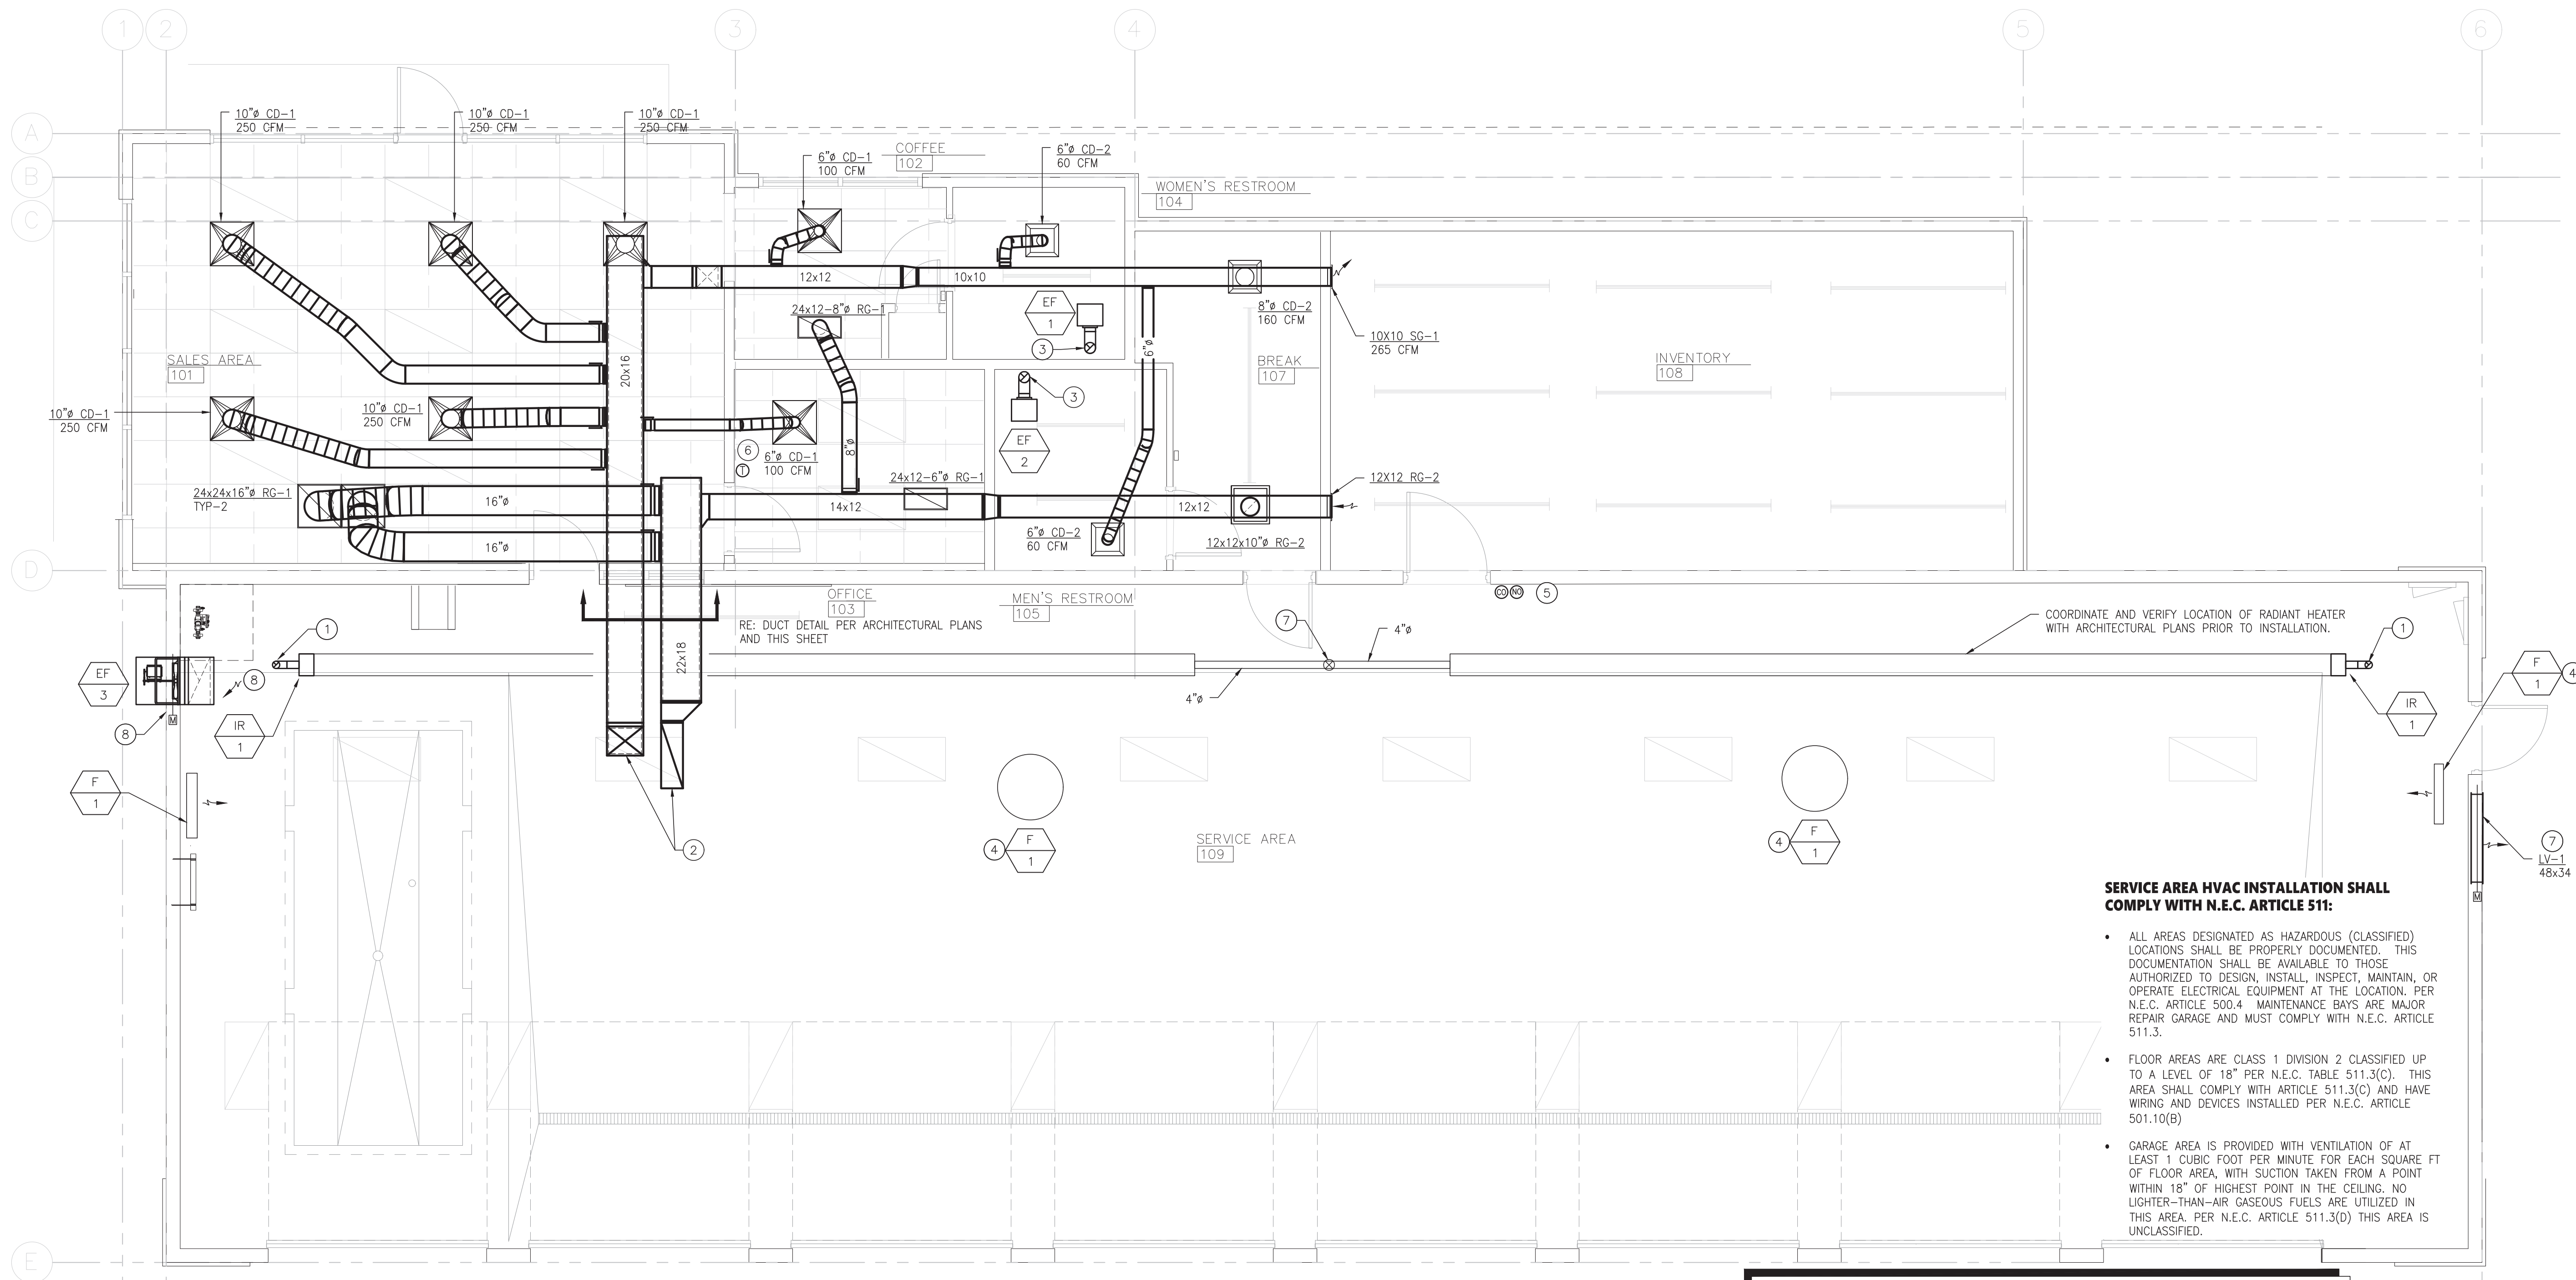 1
2
3
4
5
6
A
B
C
D
E
10"ø CD-1
250 CFM
10"ø CD-1
250 CFM
10"ø CD-1
250 CFM
6"ø CD-1
100 CFM
COFFEE
102
6"ø CD-2
60 CFM
WOMEN'S RESTROOM
104
12x12
10x10
24x12-8"ø RG-1
EF
1
3
8"ø CD-2
160 CFM
10X10 SG-1
265 CFM
SALES AREA
101
20x16
6"ø
BREAK
107
INVENTORY
108
3
10"ø CD-1
250 CFM
10"ø CD-1
250 CFM
EF
2
6
T
6"ø CD-1
100 CFM
8"ø
24x24x16"ø RG-1
TYP-2
16"ø
16"ø
24x12-6"ø RG-1
14x12
12x12
12X12 RG-2
6"ø CD-2
60 CFM
12x12x10"ø RG-2
OFFICE
103
MEN'S RESTROOM
105
RE: DUCT DETAIL PER ARCHITECTURAL PLANS
AND THIS SHEET
22x18
CO
NO
5
1
7
4"ø
4"ø
COORDINATE AND VERIFY LOCATION OF RADIANT HEATER
WITH ARCHITECTURAL PLANS PRIOR TO INSTALLATION.
1
F
1
4
EF
3
8
M
8
IR
1
IR
1
F
1
2
4
F
1
SERVICE AREA
109
4
F
1
7
LV-1
48x34
M
SERVICE AREA HVAC INSTALLATION SHALL
COMPLY WITH N.E.C. ARTICLE 511:
• ALL AREAS DESIGNATED AS HAZARDOUS (CLASSIFIED)
LOCATIONS SHALL BE PROPERLY DOCUMENTED. THIS
DOCUMENTATION SHALL BE AVAILABLE TO THOSE
AUTHORIZED TO DESIGN, INSTALL, INSPECT, MAINTAIN, OR
OPERATE ELECTRICAL EQUIPMENT AT THE LOCATION. PER
N.E.C. ARTICLE 500.4 MAINTENANCE BAYS ARE MAJOR
REPAIR GARAGE AND MUST COMPLY WITH N.E.C. ARTICLE
511.3.
• FLOOR AREAS ARE CLASS 1 DIVISION 2 CLASSIFIED UP
TO A LEVEL OF 18" PER N.E.C. TABLE 511.3(C). THIS
AREA SHALL COMPLY WITH ARTICLE 511.3(C) AND HAVE
WIRING AND DEVICES INSTALLED PER N.E.C. ARTICLE
501.10(B)
• GARAGE AREA IS PROVIDED WITH VENTILATION OF AT
LEAST 1 CUBIC FOOT PER MINUTE FOR EACH SQUARE FT
OF FLOOR AREA, WITH SUCTION TAKEN FROM A POINT
WITHIN 18" OF HIGHEST POINT IN THE CEILING. NO
LIGHTER-THAN-AIR GASEOUS FUELS ARE UTILIZED IN
THIS AREA. PER N.E.C. ARTICLE 511.3(D) THIS AREA IS
UNCLASSIFIED.